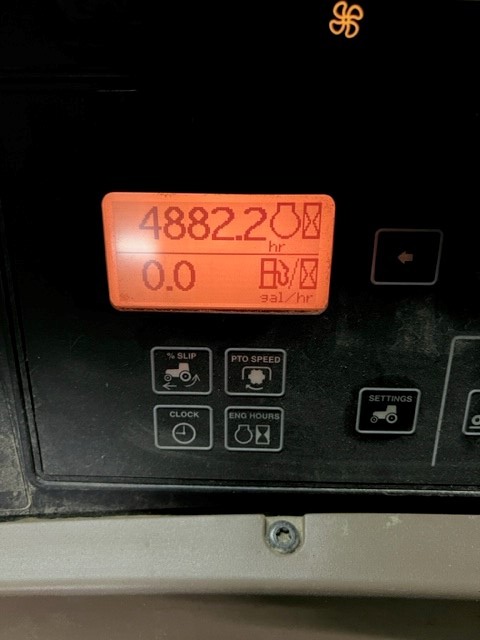 4882.2
hr
0.0
gal/hr
% SLIP
PTO SPEED
CLOCK
ENG HOURS
SETTINGS